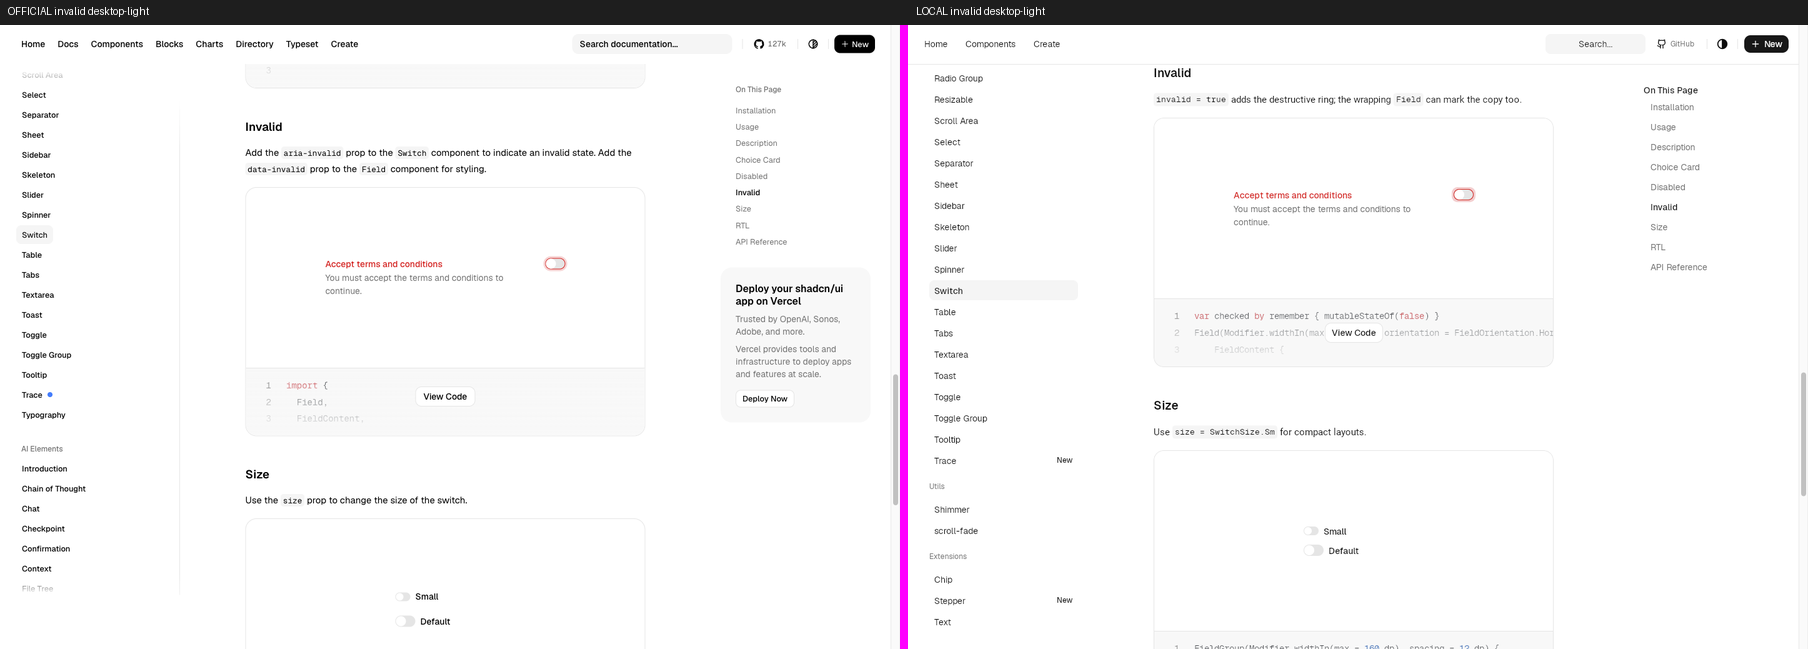 OFFICIAL invalid desktop-light
Home Docs Components Blocks Charts Directory Typeset Create
Search documentation...
127k
+ New
Scroll Area
Select
Separator
Sheet
Sidebar
Skeleton
Slider
Spinner
Switch
Table
Tabs
Textarea
Toast
Toggle
Toggle Group
Tooltip
Trace
Typography
AI Elements
Introduction
Chain of Thought
Chat
Checkpoint
Confirmation
Context
File Tree
3
Invalid
Add the aria-invalid prop to the Switch component to indicate an invalid state. Add the
data-invalid prop to the Field component for styling.
Accept terms and conditions
You must accept the terms and conditions to
continue.
1 import {
2 Field,
3 FieldContent,
View Code
Size
Use the size prop to change the size of the switch.
Small
Default
On This Page
Installation
Usage
Description
Choice Card
Disabled
Invalid
Size
RTL
API Reference
Deploy your shadcn/ui
app on Vercel
Trusted by OpenAI, Sonos,
Adobe, and more.
Vercel provides tools and
infrastructure to deploy apps
and features at scale.
Deploy Now
LOCAL invalid desktop-light
Home Components Create
Search...
GitHub
+ New
Radio Group
Resizable
Scroll Area
Select
Separator
Sheet
Sidebar
Skeleton
Slider
Spinner
Switch
Table
Tabs
Textarea
Toast
Toggle
Toggle Group
Tooltip
Trace New
Utils
Shimmer
scroll-fade
Extensions
Chip
Stepper New
Text
Invalid
invalid = true adds the destructive ring; the wrapping Field can mark the copy too.
Accept terms and conditions
You must accept the terms and conditions to
continue.
1 var checked by remember { mutableStateOf(false) }
2 Field(Modifier.widthIn(max View Code orientation = FieldOrientation.Hor
3 FieldContent {
Size
Use size = SwitchSize.Sm for compact layouts.
Small
Default
1 FieldGroup(Modifier.widthIn(max = 160.dp), spacing = 12.dp) {
On This Page
Installation
Usage
Description
Choice Card
Disabled
Invalid
Size
RTL
API Reference